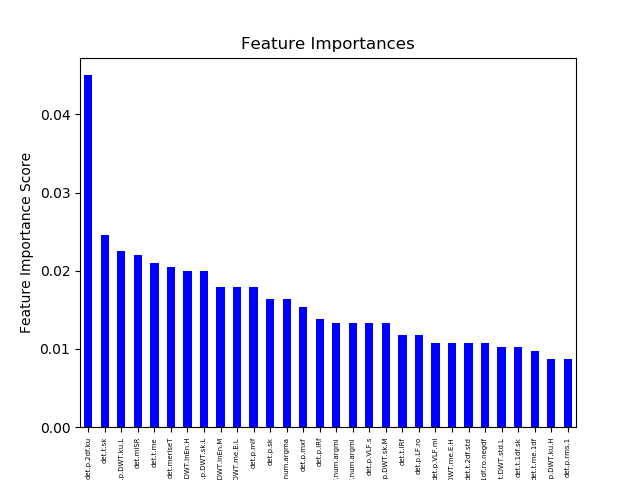 Feature Importances
Feature Importance Score
0.04
0.03
0.02
0.01
0.00
det.p.2df.ku
det.t.sk
.p.DWT.ku.L
det.mISR
det.t.me
det.meriseT
DWT.lnEn.H
.p.DWT.sk.L
DWT.lnEn.M
DWT.me.E.L
det.p.mif
det.p.sk
num.argma
det.p.mxf
det.p.IRf
.num.argmi
.num.argmi
det.p.VLF.s
p.DWT.sk.M
det.t.IRf
det.p.LF.ro
det.p.VLF.ml
WT.me.E.H
det.t.2df.std
1df.ro.negdf
t.DWT.std.L
det.t.1df.sk
det.t.me.1df
p.DWT.ku.H
det.p.rms.1